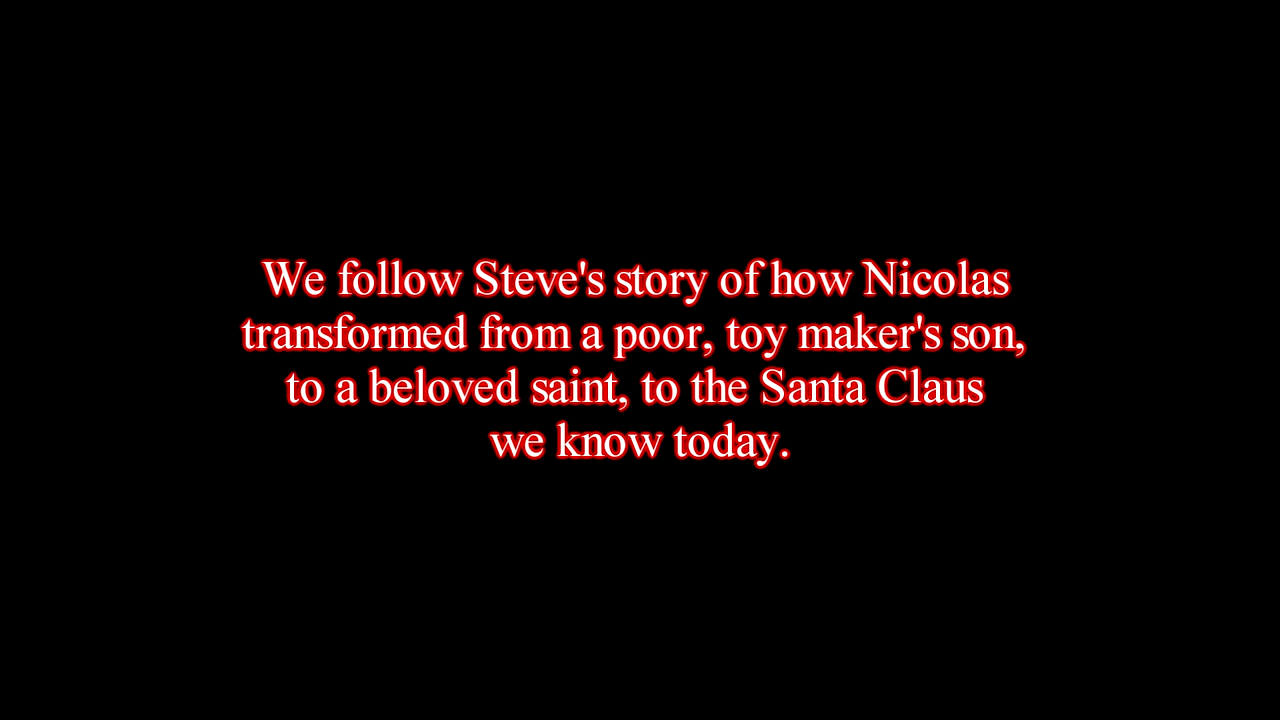 We follow Steve's story of how Nicolas
transformed from a poor, toy maker's son,
to a beloved saint, to the Santa Claus
we know today.